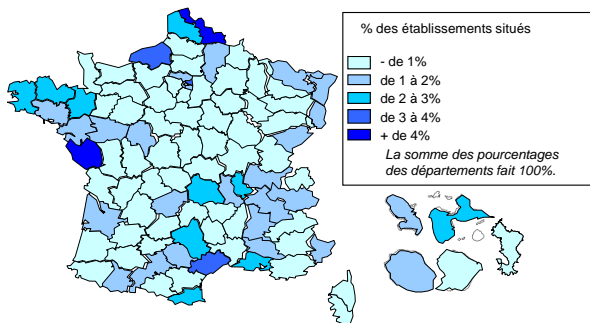 % des établissements situés
- de 1%
de 1 à 2%
de 2 à 3%
de 3 à 4%
+ de 4%
La somme des pourcentages
des départements fait 100%.